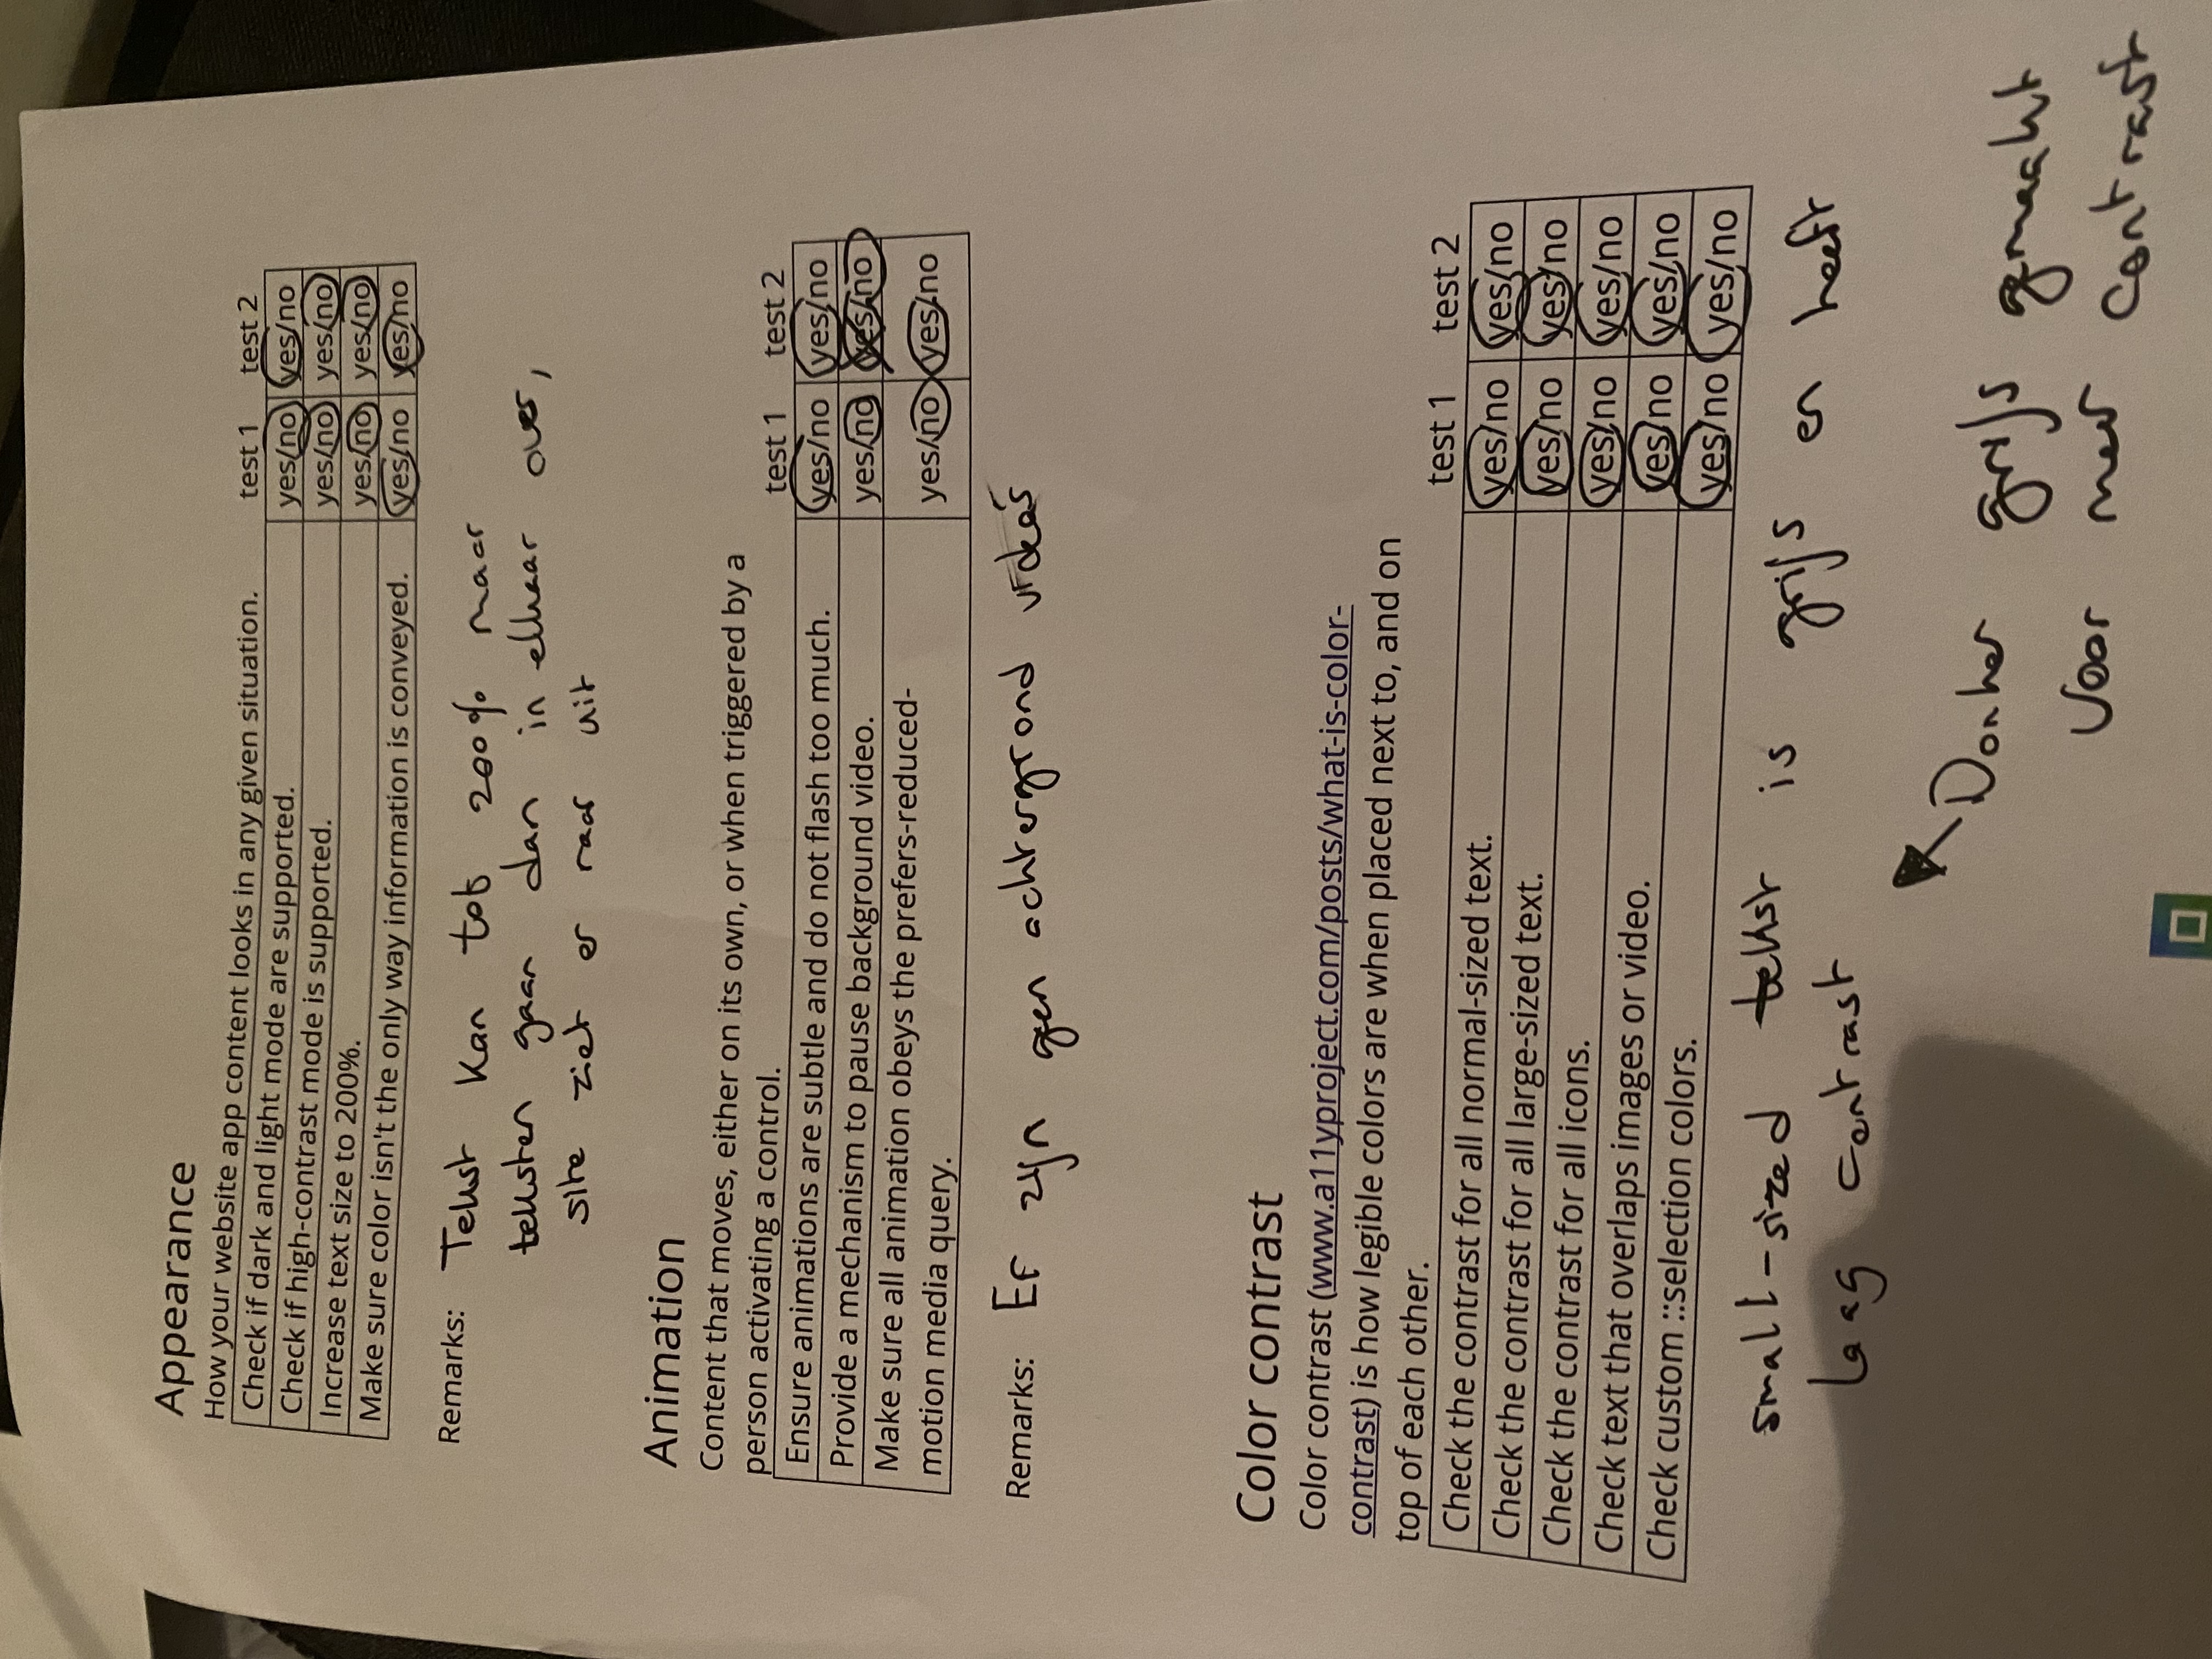 Appearance
How your website app content looks in any given situation. test 1 test 2
Check if dark and light mode are supported. yes/no yes/no
Check if high-contrast mode is supported. yes/no yes/no
Increase text size to 200%. yes/no yes/no
Make sure color isn't the only way information is conveyed. yes/no yes/no
Remarks: Tekst kan tot 200% maar
teksten gaan dan in elkaar over,
site ziet er raar uit
Animation
Content that moves, either on its own, or when triggered by a
person activating a control. test 1 test 2
Ensure animations are subtle and do not flash too much. yes/no yes/no
Provide a mechanism to pause background video. yes/no yes/no
Make sure all animation obeys the prefers-reduced-
motion media query. yes/no yes/no
Remarks: Er zijn geen achtergrond video's
Color contrast
Color contrast (www.a11yproject.com/posts/what-is-color-
contrast) is how legible colors are when placed next to, and on
top of each other. test 1 test 2
Check the contrast for all normal-sized text. yes/no yes/no
Check the contrast for all large-sized text. yes/no yes/no
Check the contrast for all icons. yes/no yes/no
Check text that overlaps images or video. yes/no yes/no
Check custom ::selection colors. yes/no yes/no
small-sized tekst is grijs en heeft
laag contrast
Donker grijs gemaakt
voor meer contrast